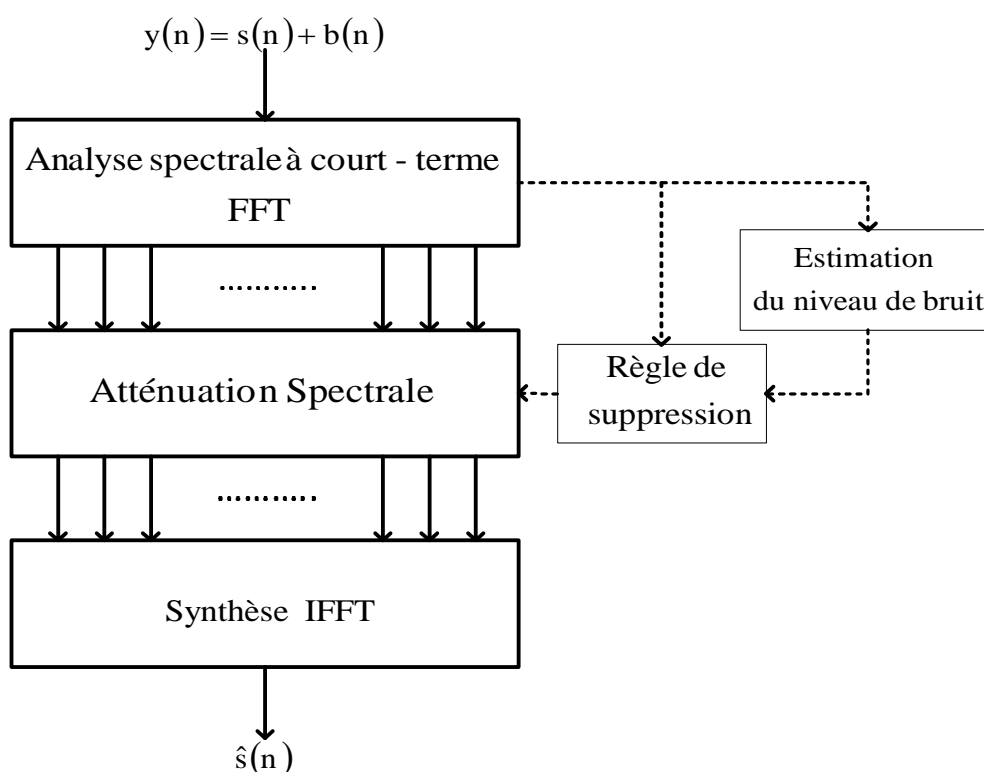 y(n) = s(n) + b(n)
Analyse spectrale à court - terme
FFT
Estimation
du niveau de bruit
...........
Règle de
suppression
Atténuation Spectrale
...........
Synthèse IFFT
ŝ(n)